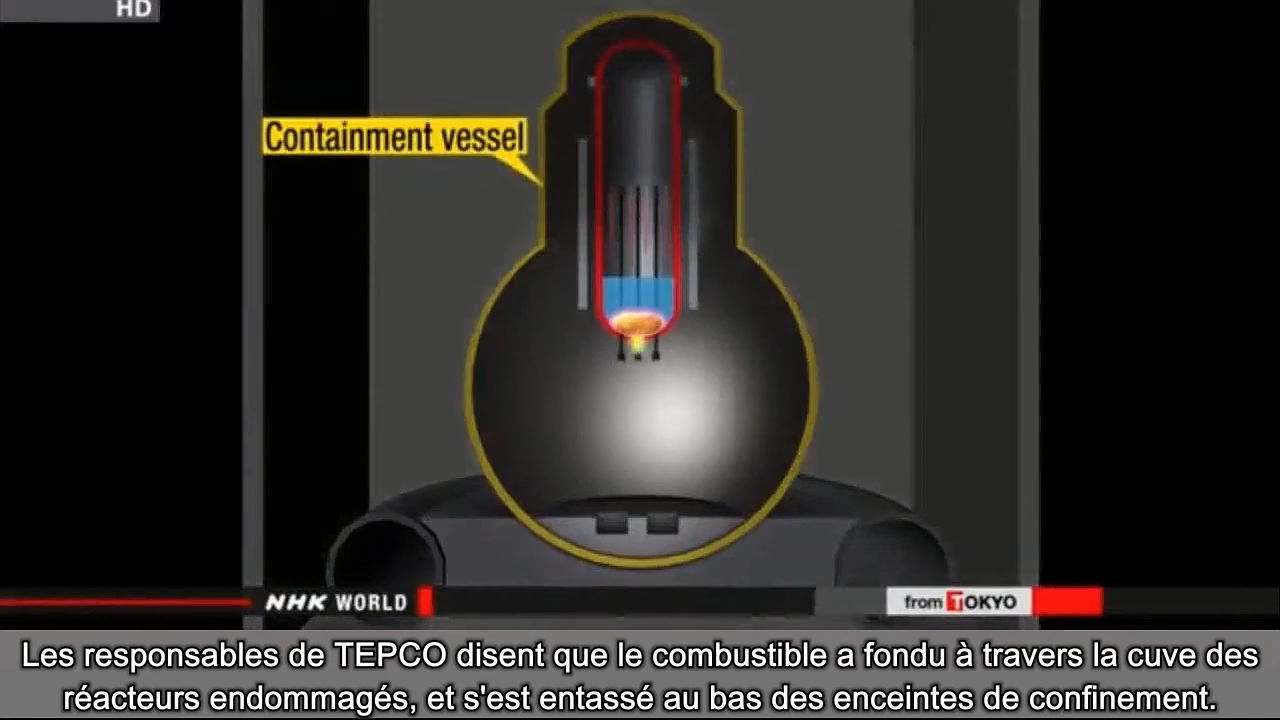 HD
Containment vessel
NHK WORLD
from TOKYO
Les responsables de TEPCO disent que le combustible a fondu à travers la cuve des
réacteurs endommagés, et s'est entassé au bas des enceintes de confinement.